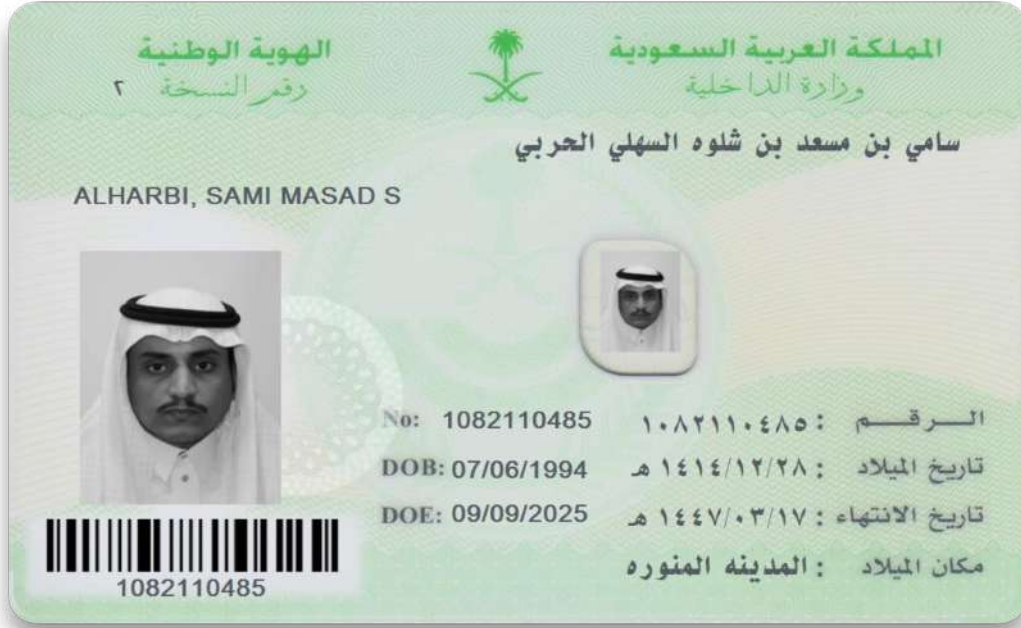 المملكة العربية السعودية
وزارة الداخلية
الهوية الوطنية
رقم النسخة ٢
سامي بن مسعد بن شلوه السهلي الحربي
ALHARBI, SAMI MASAD S
الـــرقـــم : ١٠٨٢١١٠٤٨٥ No: 1082110485
تاريخ الميلاد : ١٤١٤/١٢/٢٨ هـ DOB: 07/06/1994
تاريخ الانتهاء : ١٤٤٧/٠٣/١٧ هـ DOE: 09/09/2025
مكان الميلاد : المدينه المنوره
1082110485